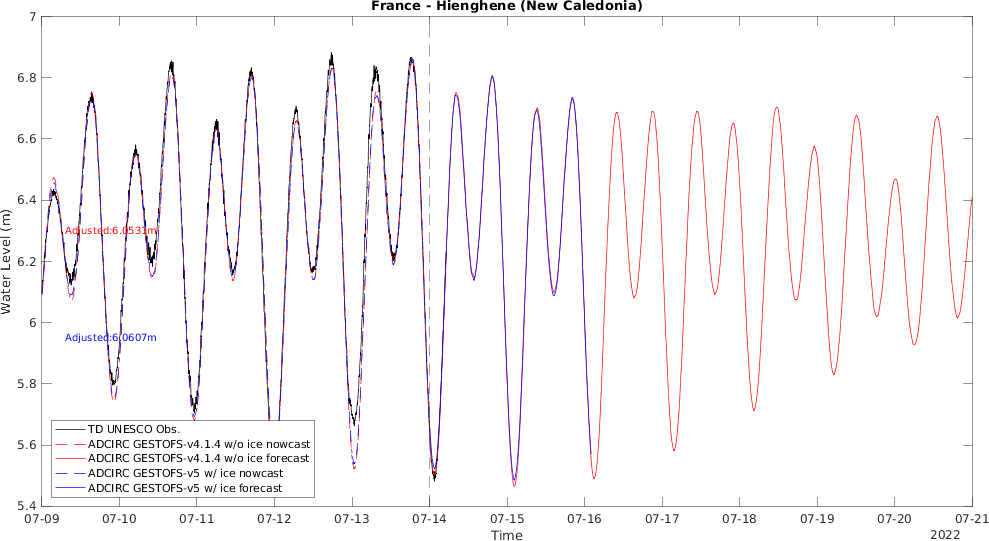 France - Hienghene (New Caledonia)
7
6.8
6.6
6.4
6.2
6
5.8
5.6
5.4
Water Level (m)
Adjusted:6.0531m
Adjusted:6.0607m
TD UNESCO Obs.
ADCIRC GESTOFS-v4.1.4 w/o ice nowcast
ADCIRC GESTOFS-v4.1.4 w/o ice forecast
ADCIRC GESTOFS-v5 w/ ice nowcast
ADCIRC GESTOFS-v5 w/ ice forecast
07-09 07-10 07-11 07-12 07-13 07-14 07-15 07-16 07-17 07-18 07-19 07-20 07-21
Time
2022